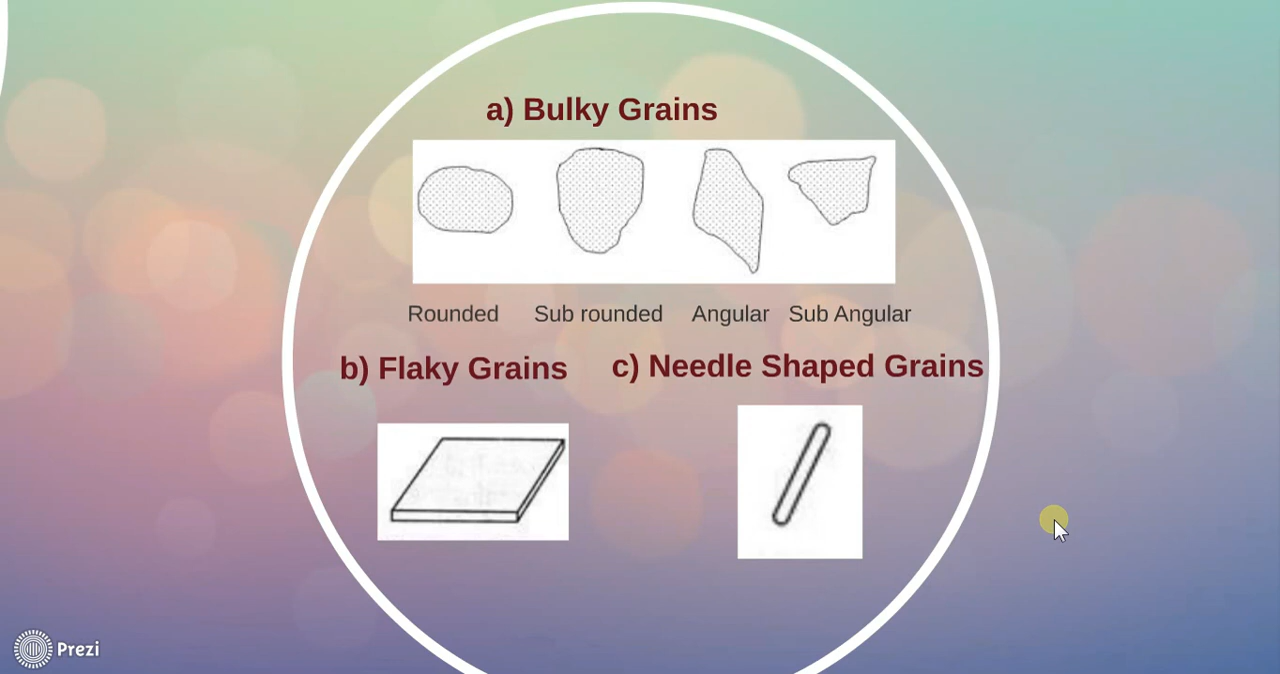 a) Bulky Grains
Rounded Sub rounded Angular Sub Angular
b) Flaky Grains c) Needle Shaped Grains
Prezi